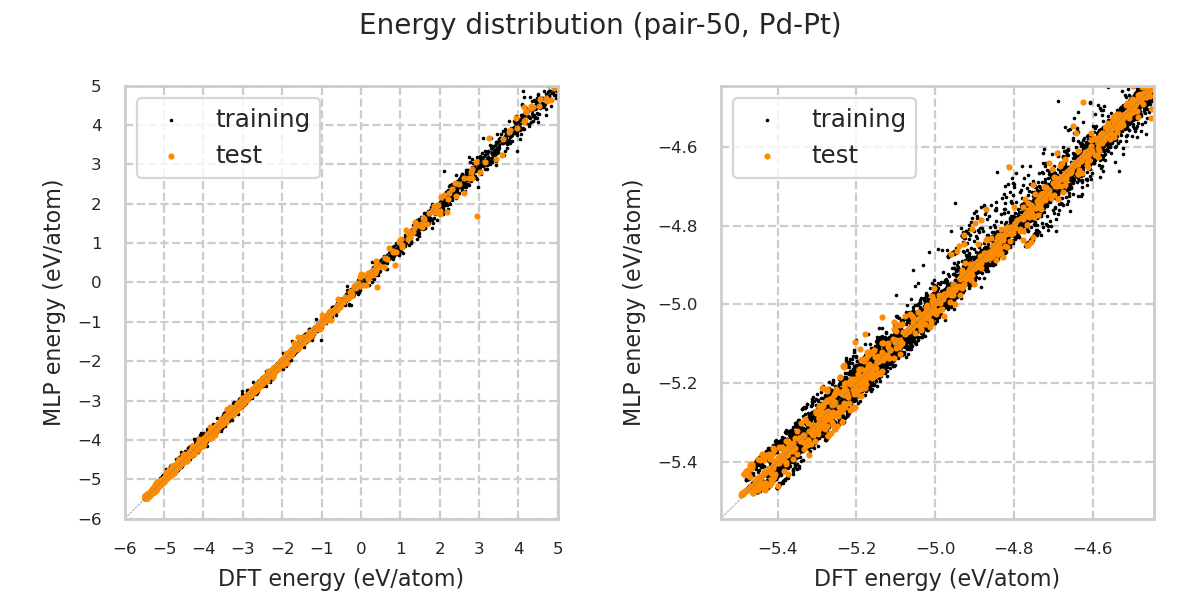 Energy distribution (pair-50, Pd-Pt)
training
test
MLP energy (eV/atom)
5
4
3
2
1
0
−1
−2
−3
−4
−5
−6
−6 −5 −4 −3 −2 −1 0 1 2 3 4 5
DFT energy (eV/atom)
training
test
MLP energy (eV/atom)
−4.6
−4.8
−5.0
−5.2
−5.4
−5.4 −5.2 −5.0 −4.8 −4.6
DFT energy (eV/atom)